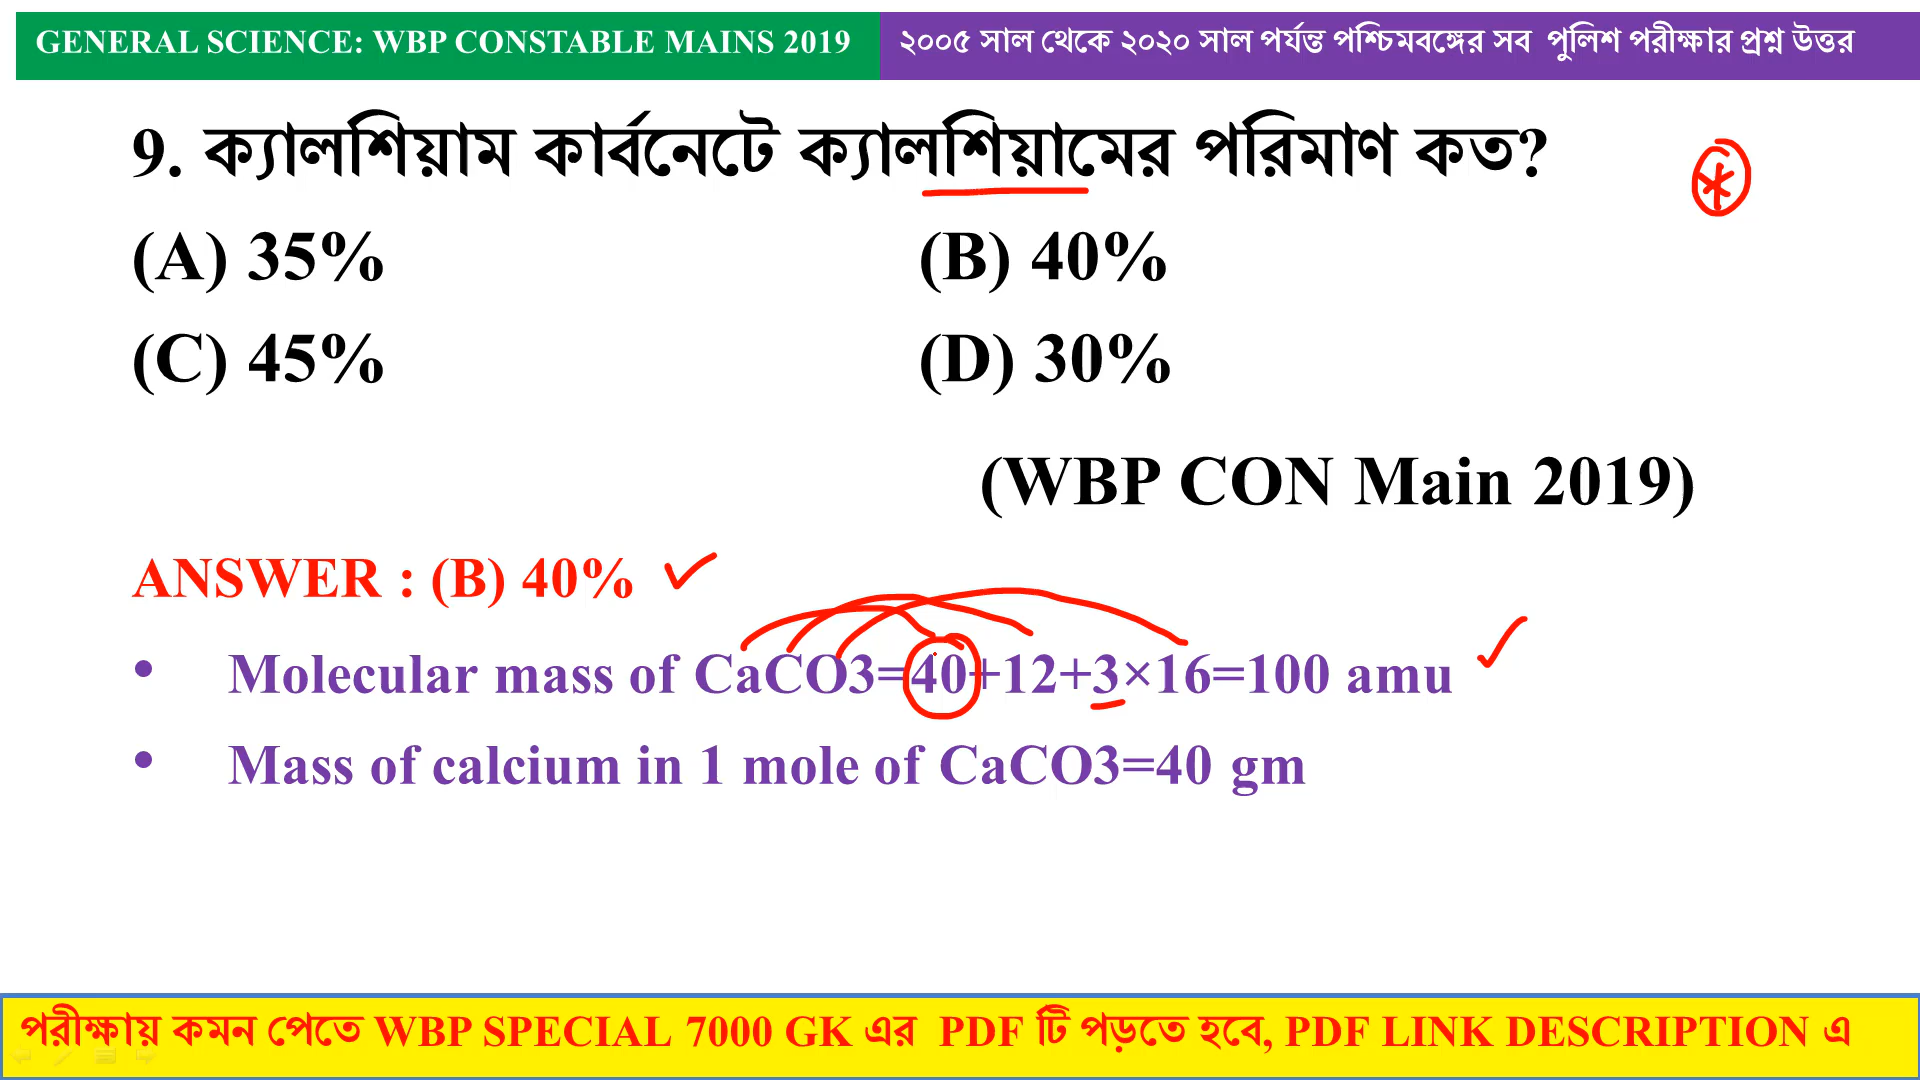 GENERAL SCIENCE: WBP CONSTABLE MAINS 2019
২০০৫ সাল থেকে ২০২০ সাল পর্যন্ত পশ্চিমবঙ্গের সব পুলিশ পরীক্ষার প্রশ্ন উত্তর
9. ক্যালশিয়াম কার্বনেটে ক্যালশিয়ামের পরিমাণ কত?
(A) 35% (B) 40%
(C) 45% (D) 30%
(WBP CON Main 2019)
ANSWER : (B) 40%
• Molecular mass of CaCO3=40+12+3×16=100 amu
• Mass of calcium in 1 mole of CaCO3=40 gm
পরীক্ষায় কমন পেতে WBP SPECIAL 7000 GK এর PDF টি পড়তে হবে, PDF LINK DESCRIPTION এ